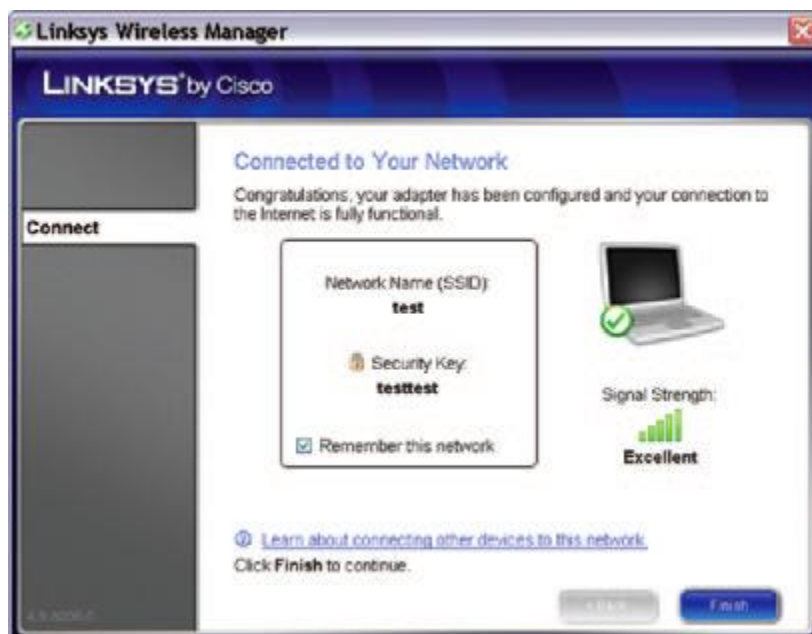 Linksys Wireless Manager
LINKSYS® by Cisco
Connected to Your Network
Congratulations, your adapter has been configured and your connection to
the Internet is fully functional.
Connect
Network Name (SSID):
test
Security Key:
testtest
Remember this network
Signal Strength:
Excellent
Learn about connecting other devices to this network.
Click Finish to continue.
Finish